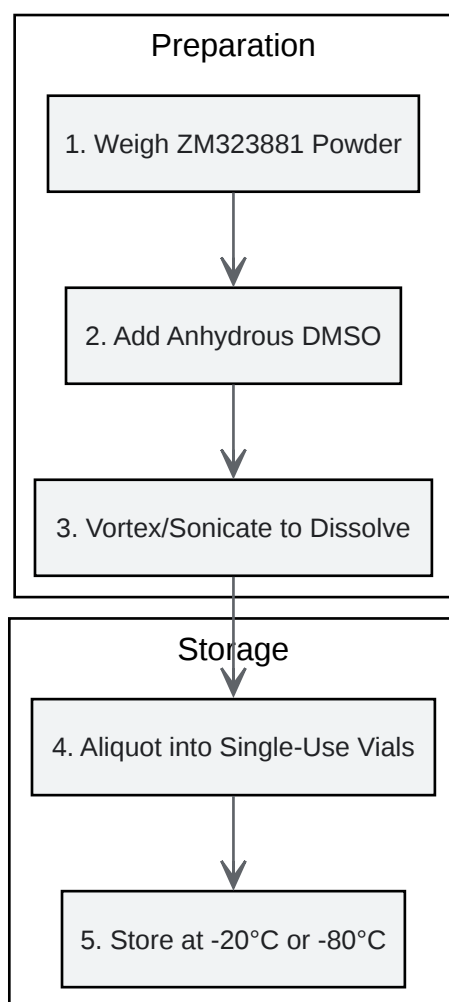 Preparation
1. Weigh ZM323881 Powder
2. Add Anhydrous DMSO
3. Vortex/Sonicate to Dissolve
Storage
4. Aliquot into Single-Use Vials
5. Store at -20°C or -80°C